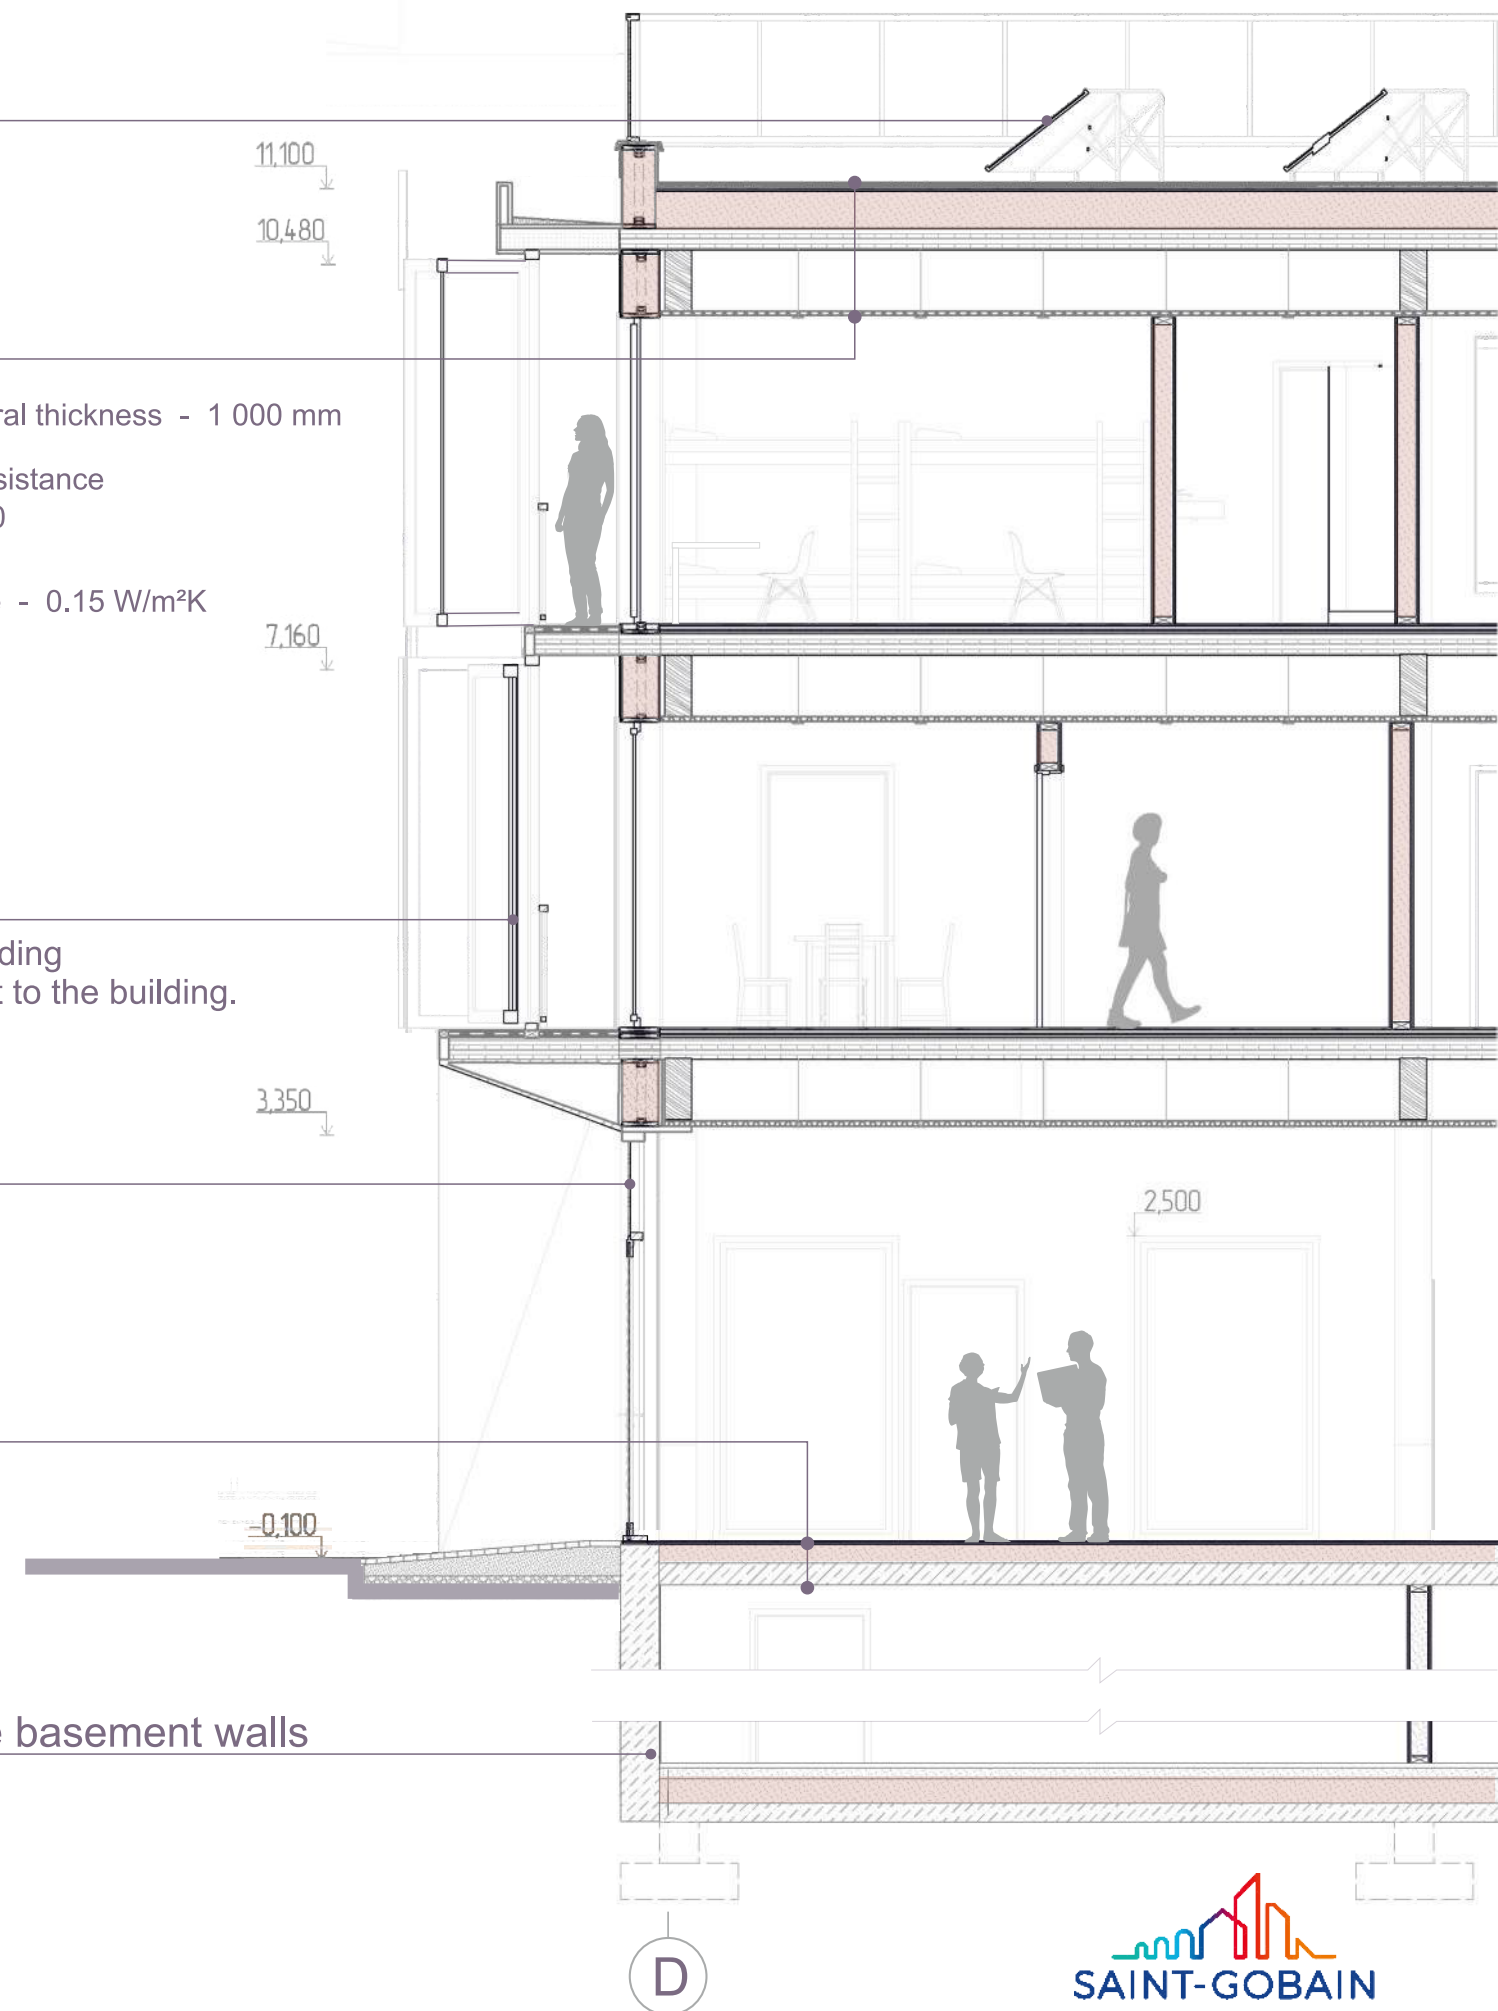 11,100
10,480
ral thickness - 1 000 mm
sistance
0
- 0.15 W/m²K
7,160
ding
t to the building.
3,350
2,500
-0,100
e basement walls
D
SAINT-GOBAIN